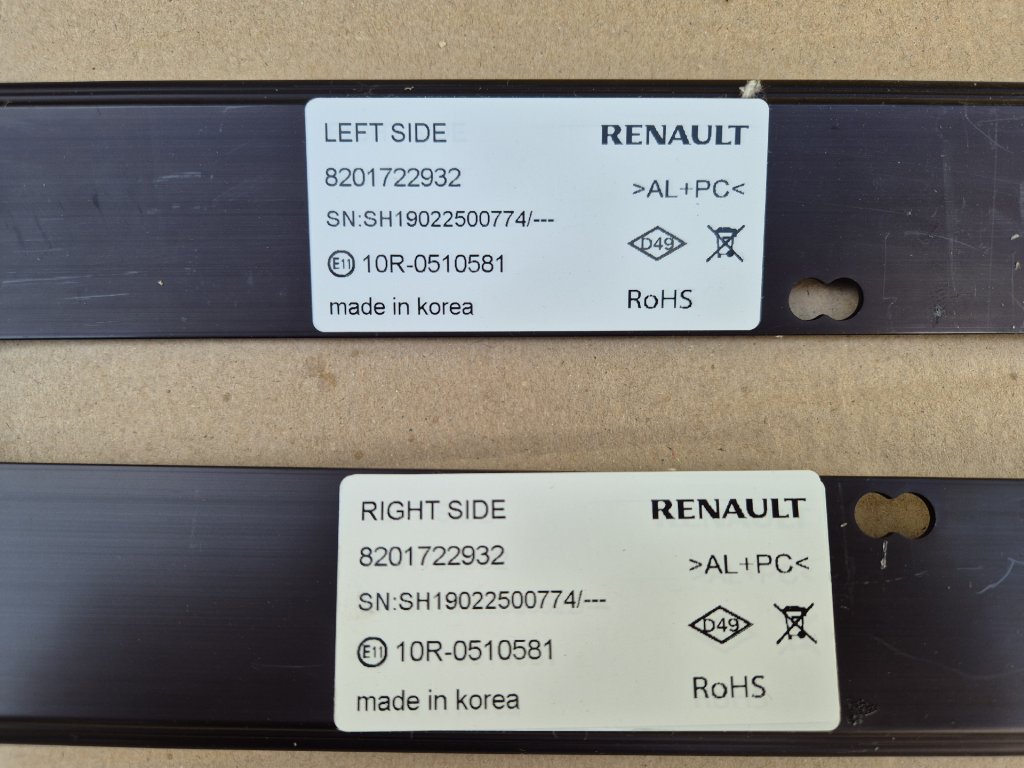 LEFT SIDE
RENAULT
8201722932
>AL+PC<
SN:SH19022500774/---
D49
E11 10R-0510581
made in korea
RoHS
RIGHT SIDE
RENAULT
8201722932
>AL+PC<
SN:SH19022500774/---
D49
E11 10R-0510581
made in korea
RoHS